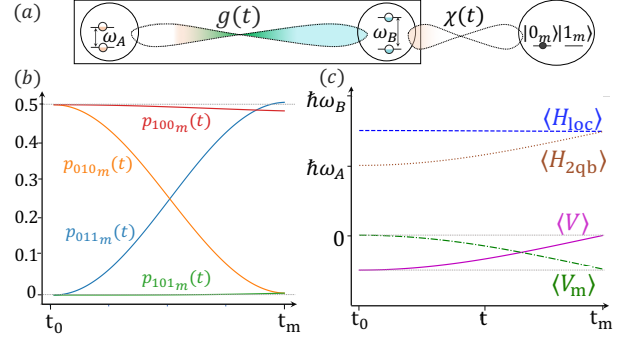 (a)
g(t)
χ(t)
ω_A
ω_B
|0_m⟩|1_m⟩
(b)
0.5
0.4
0.3
0.2
0.1
0
p_{100_m}(t)
p_{010_m}(t)
p_{011_m}(t)
p_{101_m}(t)
t_0
t_m
(c)
ħω_B
ħω_A
0
⟨H_loc⟩
⟨H_2qb⟩
⟨V⟩
⟨V_m⟩
t_0
t
t_m